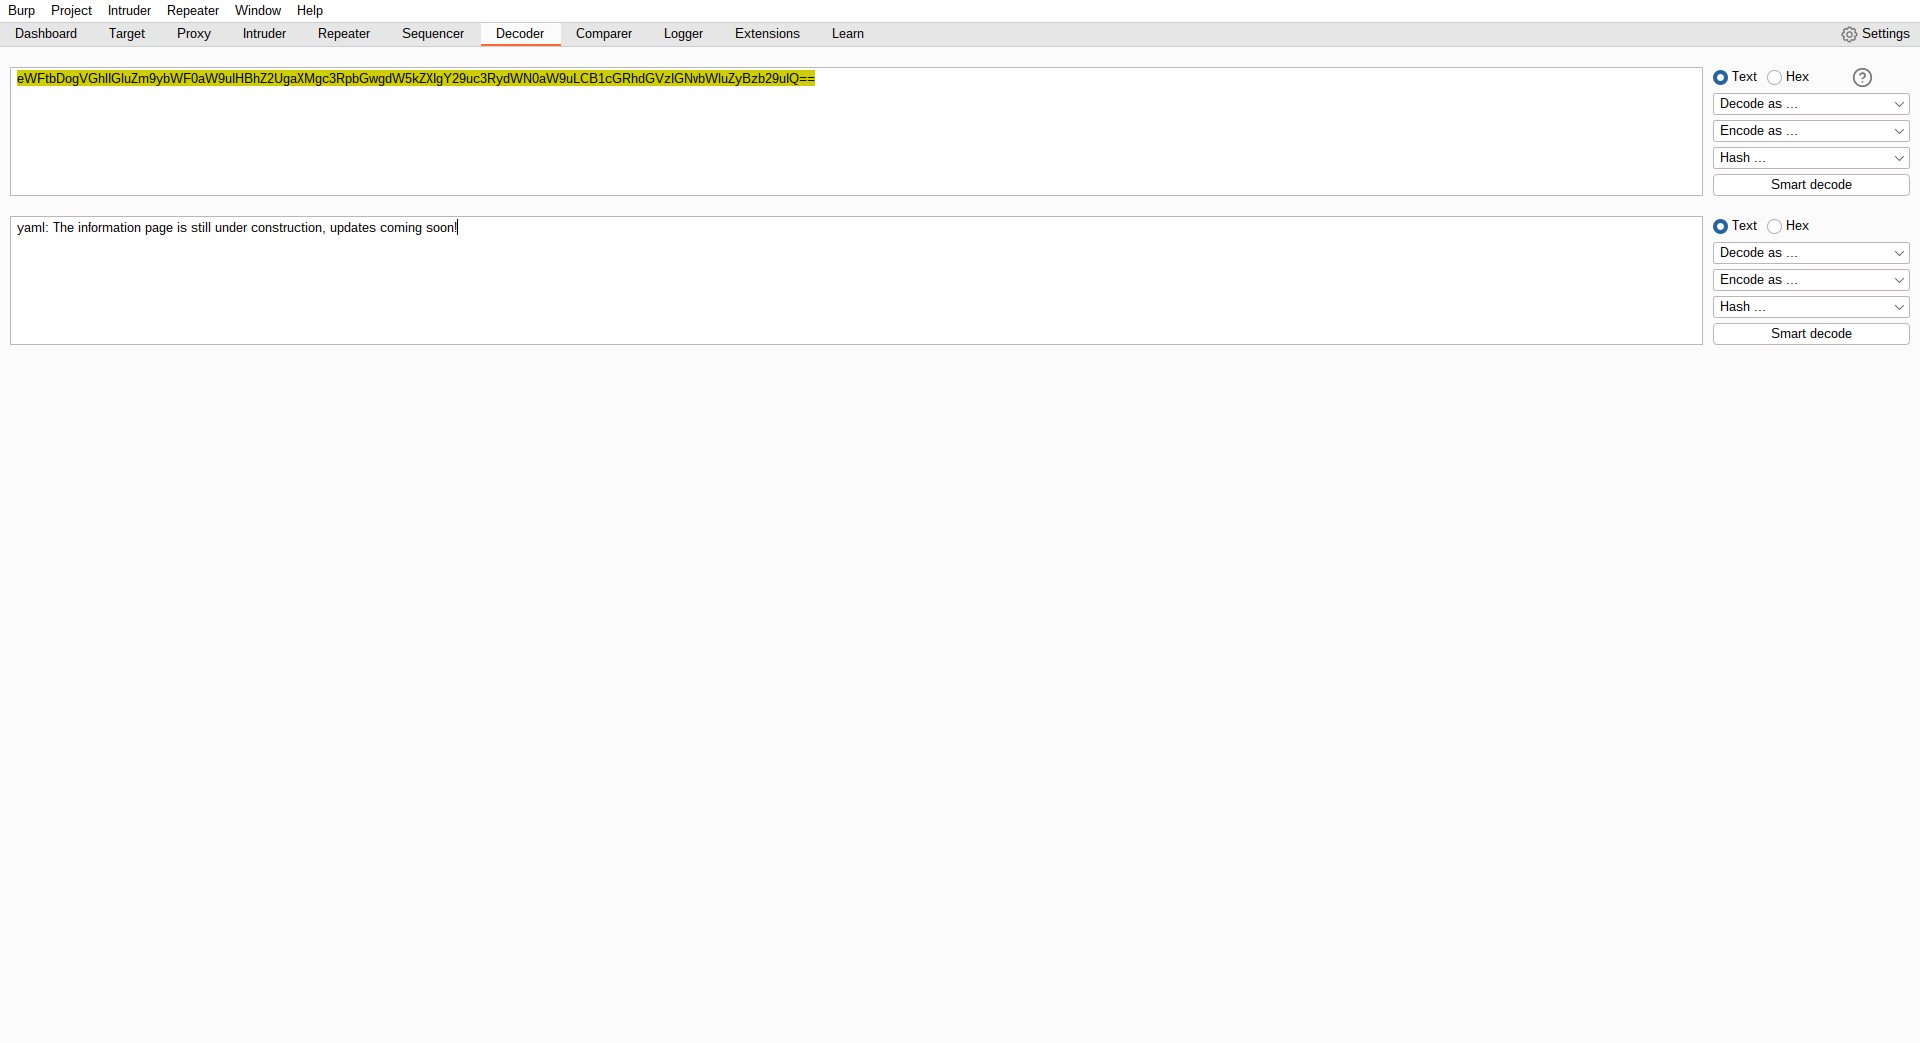 Burp Project Intruder Repeater Window Help
Dashboard Target Proxy Intruder Repeater Sequencer Decoder Comparer Logger Extensions Learn Settings
eWFtbDogVGhlIGluZm9ybWF0aW9uIHBhZ2UgaXMgc3RpbGwgdW5kZXIgY29uc3RydWN0aW9uLCB1cGRhdGVzIGNvbWluZyBzb29uIQ==
Text Hex ?
Decode as ...
Encode as ...
Hash ...
Smart decode
yaml: The information page is still under construction, updates coming soon!
Text Hex
Decode as ...
Encode as ...
Hash ...
Smart decode